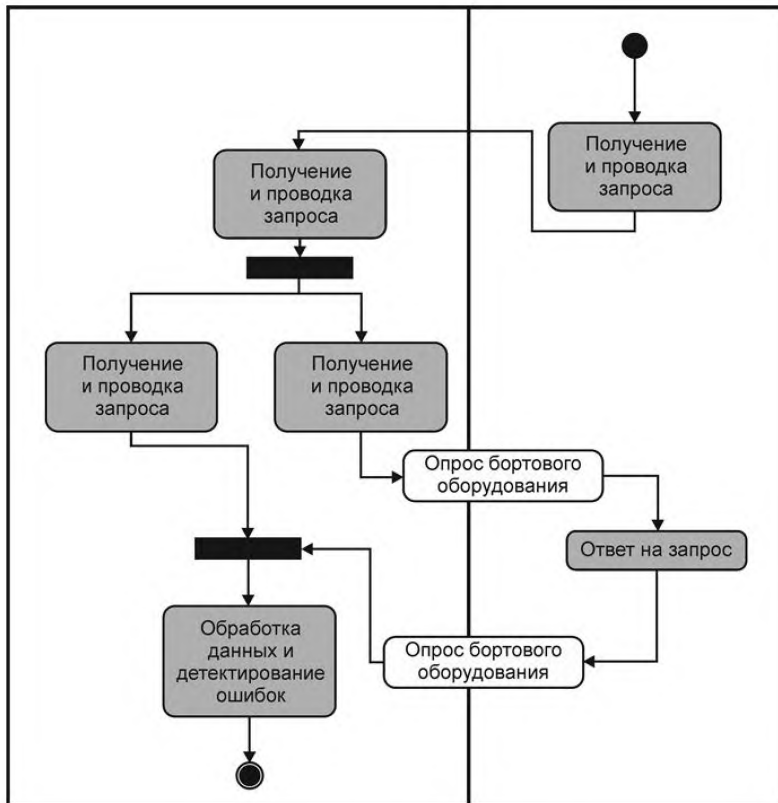 Получение
и проводка
запроса
Получение
и проводка
запроса
Получение
и проводка
запроса
Получение
и проводка
запроса
Опрос бортового
оборудования
Ответ на запрос
Опрос бортового
оборудования
Обработка
данных и
детектирование
ошибок